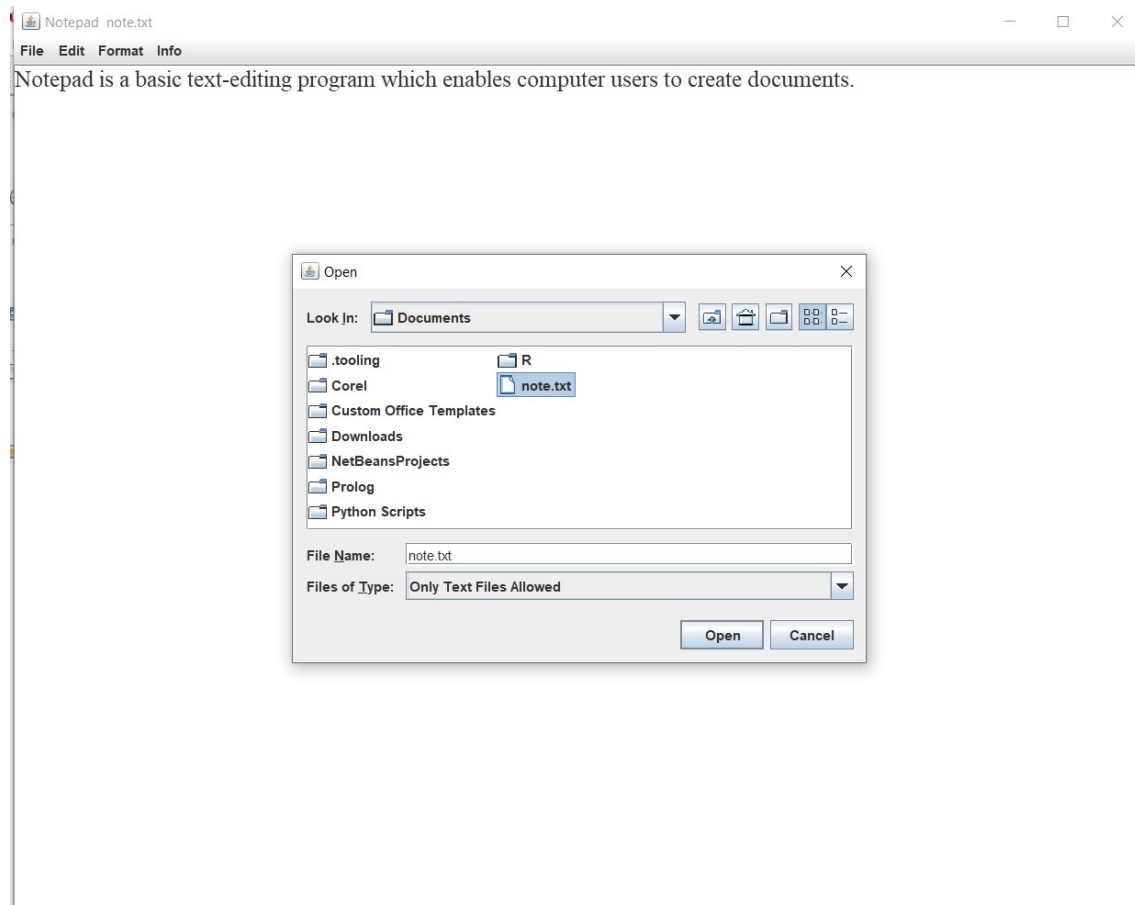 Notepad note.txt
File Edit Format Info
Notepad is a basic text-editing program which enables computer users to create documents.
Open
Look In: Documents
.tooling R
Corel note.txt
Custom Office Templates
Downloads
NetBeansProjects
Prolog
Python Scripts
File Name: note.txt
Files of Type: Only Text Files Allowed
Open Cancel